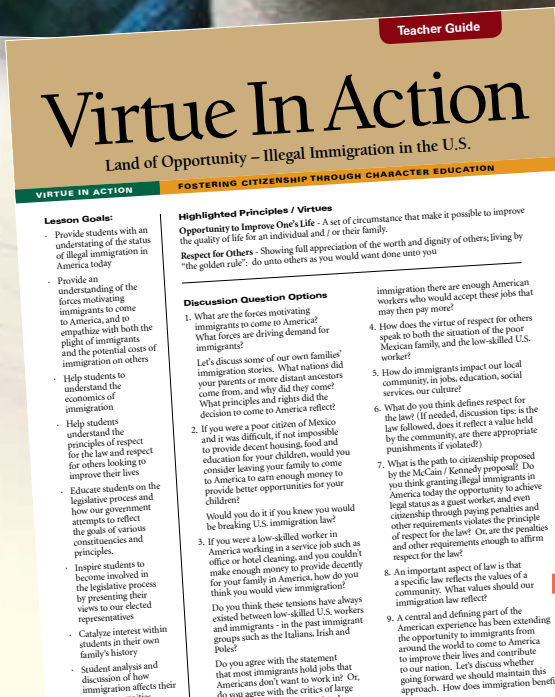 Teacher Guide
Virtue In Action
Land of Opportunity – Illegal Immigration in the U.S.
VIRTUE IN ACTION
FOSTERING CITIZENSHIP THROUGH CHARACTER EDUCATION
Lesson Goals:
· Provide students with an
understating of the status
of illegal immigration in
America today
· Provide an
understanding of the
forces motivating
immigrants to come
to America, and to
empathize with both the
plight of immigrants
and the potential costs of
immigration on others
· Help students to
understand the
economics of
immigration
· Help students
understand the
principles of respect
for the law and respect
for others looking to
improve their lives
· Educate students on the
legislative process and
how our government
attempts to reflect
the goals of various
constituencies and
principles.
· Inspire students to
become involved in
the legislative process
by presenting their
views to our elected
representatives
· Catalyze interest within
students in their own
family's history
· Student analysis and
discussion of how
immigration affects their
Highlighted Principles / Virtues
Opportunity to Improve One's Life - A set of circumstance that make it possible to improve
the quality of life for an individual and / or their family.
Respect for Others - Showing full appreciation of the worth and dignity of others; living by
"the golden rule": do unto others as you would want done unto you
Discussion Question Options
1. What are the forces motivating
immigrants to come to America?
What forces are driving demand for
immigrants?
Let's discuss some of our own families'
immigration stories. What nations did
your parents or more distant ancestors
come from, and why did they come?
What principles and rights did the
decision to come to America reflect?
2. If you were a poor citizen of Mexico
and it was difficult, if not impossible
to provide decent housing, food and
education for your children, would you
consider leaving your family to come
to America to earn enough money to
provide better opportunities for your
children?
Would you do it if you knew you would
be breaking U.S. immigration law?
3. If you were a low-skilled worker in
America working in a service job such as
office or hotel cleaning, and you couldn't
make enough money to provide decently
for your family in America, how do you
think you would view immigration?
Do you think these tensions have always
existed between low-skilled U.S. workers
and immigrants - in the past immigrant
groups such as the Italians, Irish and
Poles?
Do you agree with the statement
that most immigrants hold jobs that
Americans don't want to work in? Or,
do you agree with the critics of large
immigration there are enough American
workers who would accept these jobs that
may then pay more?
4. How does the virtue of respect for others
speak to both the situation of the poor
Mexican family, and the low-skilled U.S.
worker?
5. How do immigrants impact our local
community, in jobs, education, social
services, our culture?
6. What do you think defines respect for
the law? (If needed, discussion tips: is the
law followed, does it reflect a value held
by the community, are there appropriate
punishments if violated?)
7. What is the path to citizenship proposed
by the McCain / Kennedy proposal? Do
you think granting illegal immigrants in
America today the opportunity to achieve
legal status as a guest worker, and even
citizenship through paying penalties and
other requirements violates the principle
of respect for the law? Or, are the penalties
and other requirements enough to affirm
respect for the law?
8. An important aspect of law is that
a specific law reflects the values of a
community. What values should our
immigration law reflect?
9. A central and defining part of the
American experience has been extending
the opportunity to immigrants from
around the world to come to America
to improve their lives and contribute
to our nation. Let's discuss whether
going forward we should maintain this
approach. How does immigration